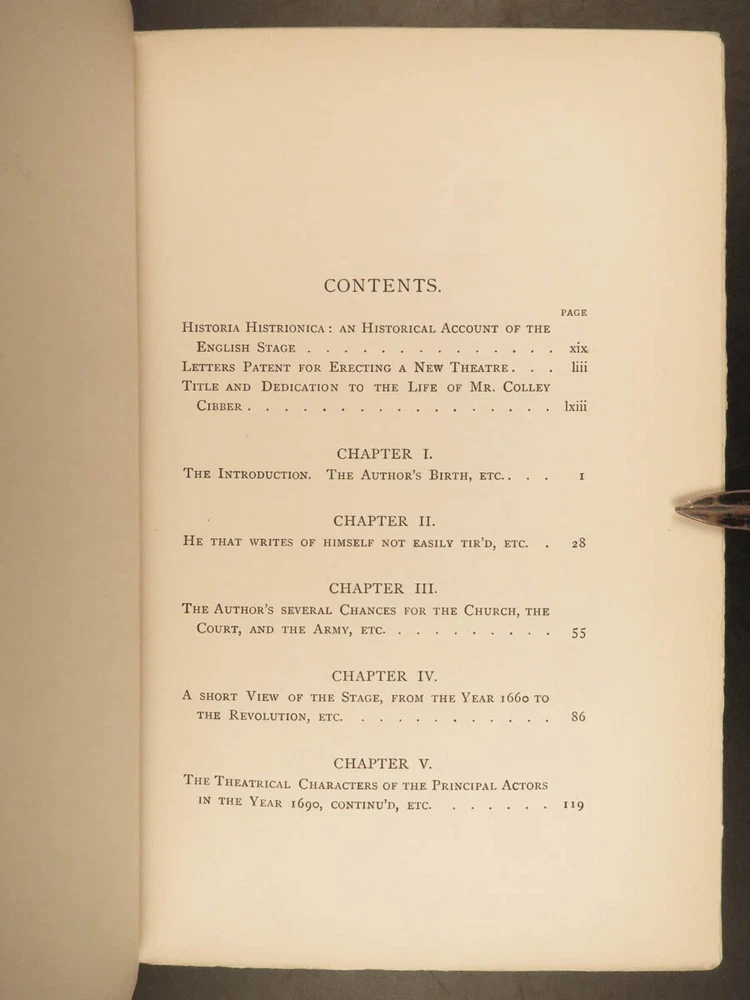 CONTENTS.
PAGE
Historia Histrionica: an Historical Account of the
English Stage . . . . . . . . . . . . . . xix
Letters Patent for Erecting a New Theatre. . . liii
Title and Dedication to the Life of Mr. Colley
Cibber . . . . . . . . . . . . . . . . . lxiii
CHAPTER I.
The Introduction. The Author's Birth, etc. . . . 1
CHAPTER II.
He that writes of himself not easily tir'd, etc. . 28
CHAPTER III.
The Author's several Chances for the Church, the
Court, and the Army, etc. . . . . . . . . . . 55
CHAPTER IV.
A short View of the Stage, from the Year 1660 to
the Revolution, etc. . . . . . . . . . . . 86
CHAPTER V.
The Theatrical Characters of the Principal Actors
in the Year 1690, continu'd, etc. . . . . . . 119